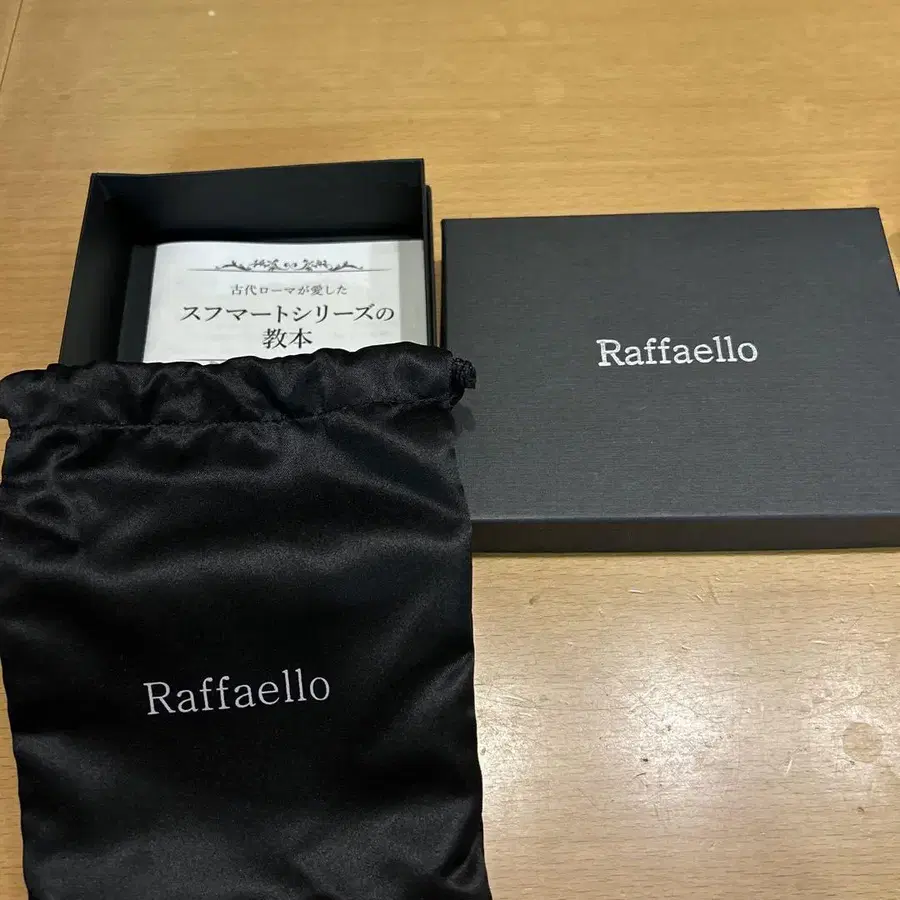 古代ローマが愛した
スフマートシリーズの
教本
Raffaello
Raffaello